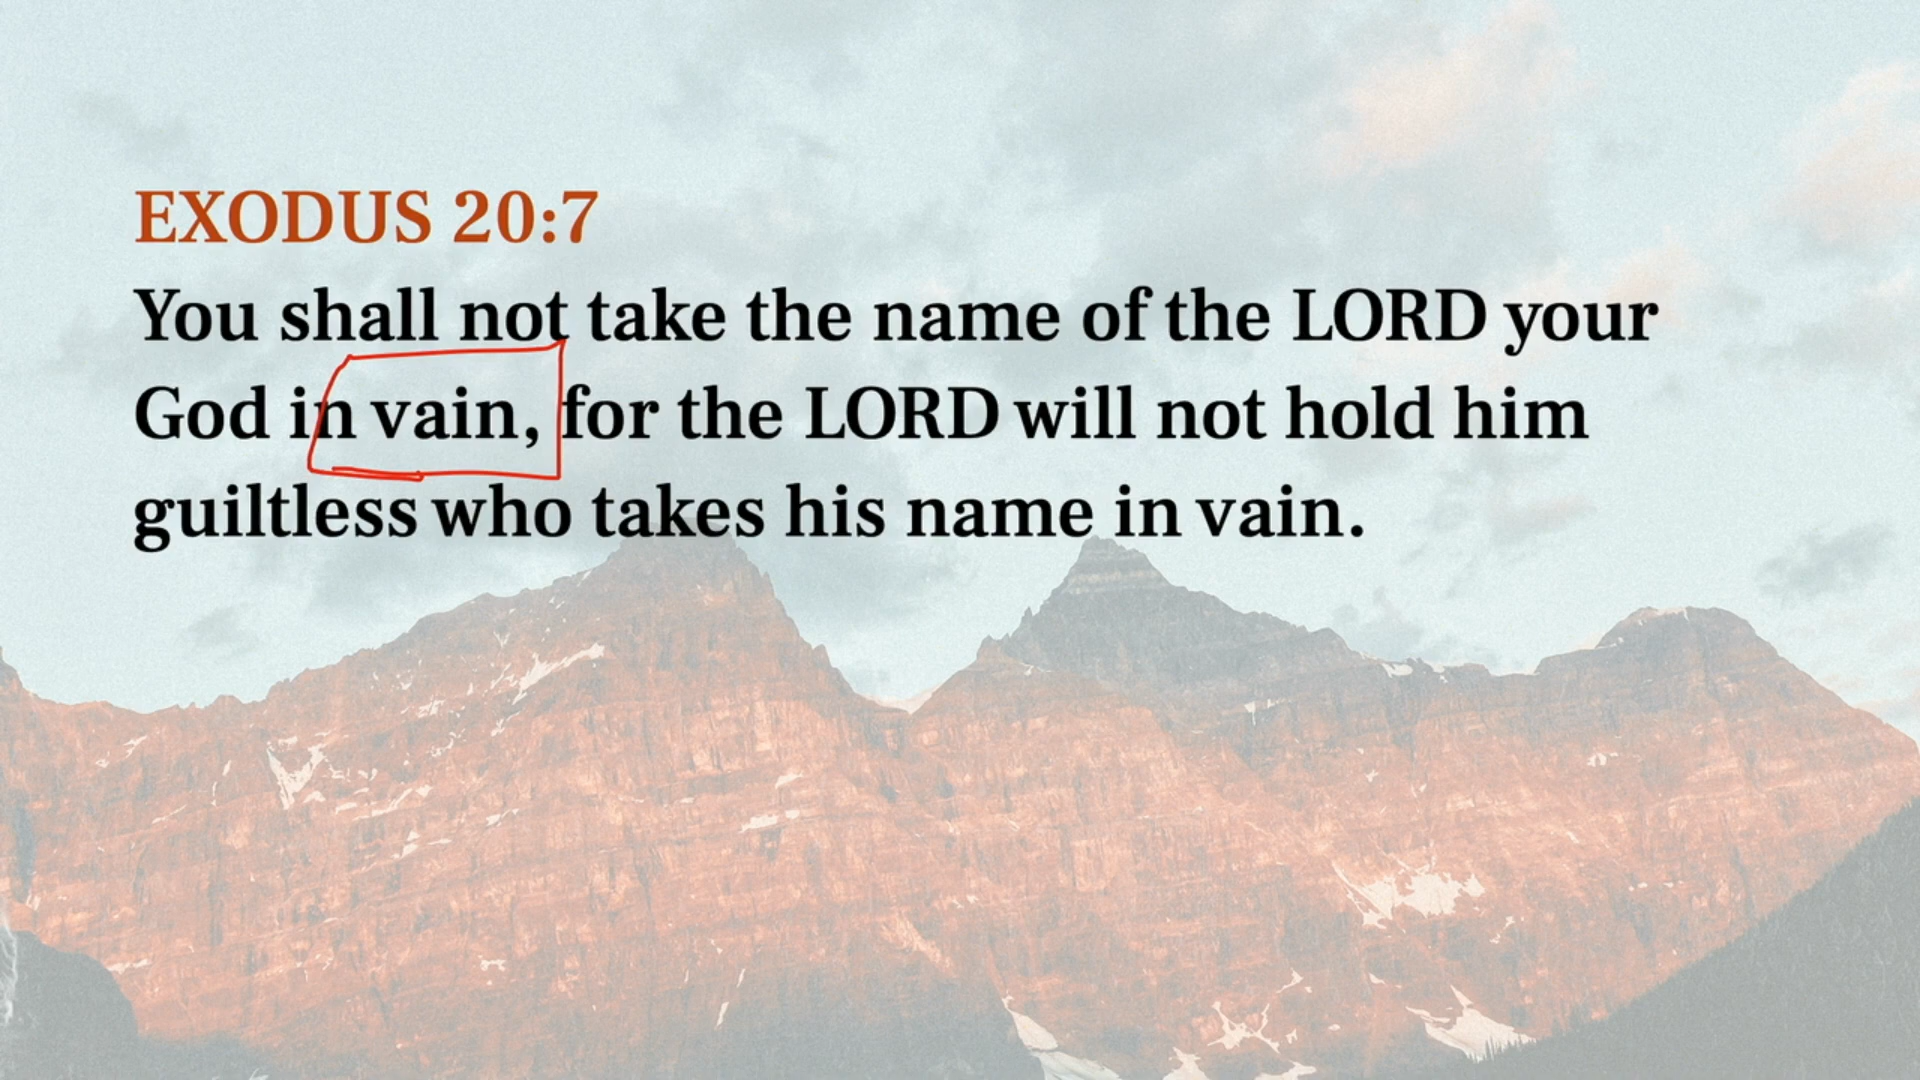 EXODUS 20:7
You shall not take the name of the LORD your
God in vain, for the LORD will not hold him
guiltless who takes his name in vain.